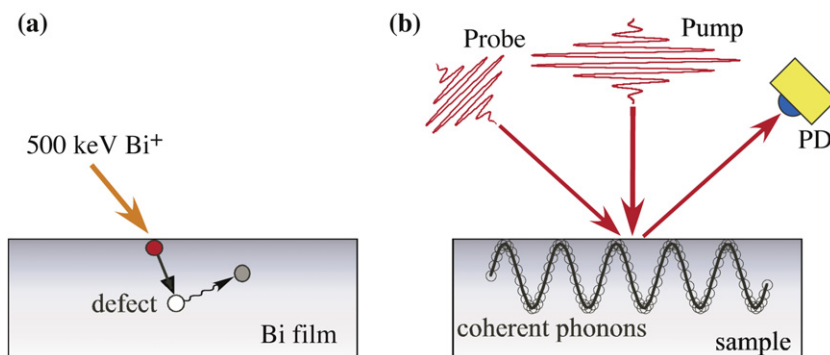 (a)
500 keV Bi⁺
defect
Bi film
(b)
Probe
Pump
PD
coherent phonons
sample